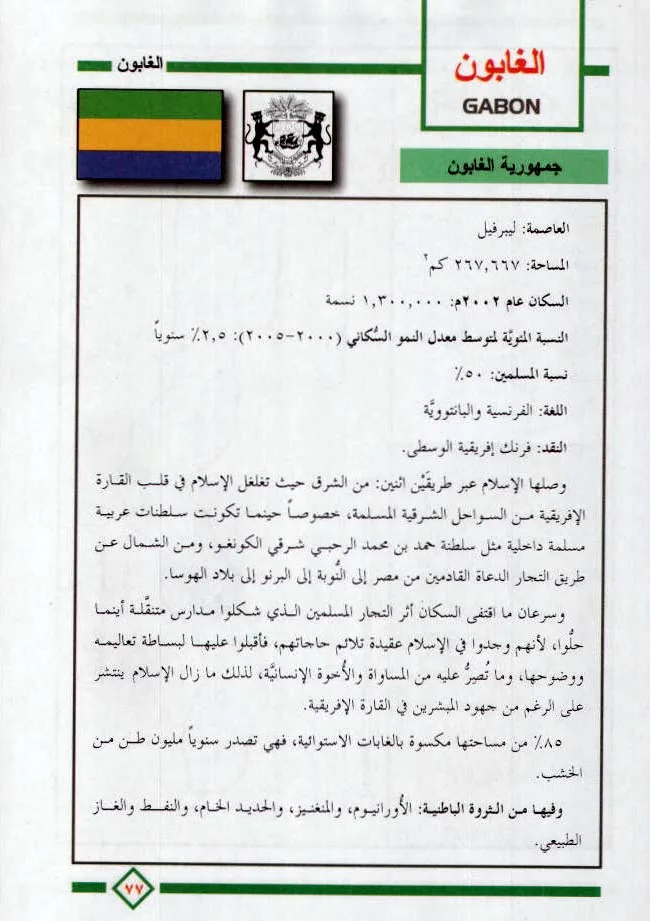 الغابون
الغابون
GABON
جمهورية الغابون
العاصمة: ليبرفيل
المساحة: ٢٦٧,٦٦٧ كم٢
السكان عام ٢٠٠٢م: ١,٣٠٠,٠٠٠ نسمة
النسبة المئويَّة لمتوسط معدل النمو السُّكاني (٢٠٠٠-٢٠٠٥): ٢,٥٪ سنوياً
نسبة المسلمين: ٥٠٪
اللغة: الفرنسية والبانتوويَّة
النقد: فرنك إفريقية الوسطى.
وصلها الإسلام عبر طريقَيْن اثنين: من الشرق حيث تغلغل الإسلام في قلب القارة
الإفريقية من السواحل الشرقية المسلمة، خصوصاً حينما تكونت سلطنات عربية
مسلمة داخلية مثل سلطنة حمد بن محمد الرحبي شرقي الكونغو، ومن الشمال عن
طريق التجار الدعاة القادمين من مصر إلى النُّوبة إلى البرنو إلى بلاد الهوسا.
وسرعان ما اقتفى السكان أثر التجار المسلمين الذي شكلوا مدارس متنقَّلة أينما
حلُّوا، لأنهم وجدوا في الإسلام عقيدة تلائم حاجاتهم، فأقبلوا عليها لبساطة تعاليمه
ووضوحها، وما تُصِرُّ عليه من المساواة والأُخوة الإنسانيَّة، لذلك ما زال الإسلام ينتشر
على الرغم من جهود المبشرين في القارة الإفريقية.
٨٥٪ من مساحتها مكسوة بالغابات الاستوائية، فهي تصدر سنوياً مليون طن من
الخشب.
وفيها من الثروة الباطنية: الأُورانيوم، والمنغنيز، والحديد الخام، والنفط والغاز
الطبيعي.
٧٧